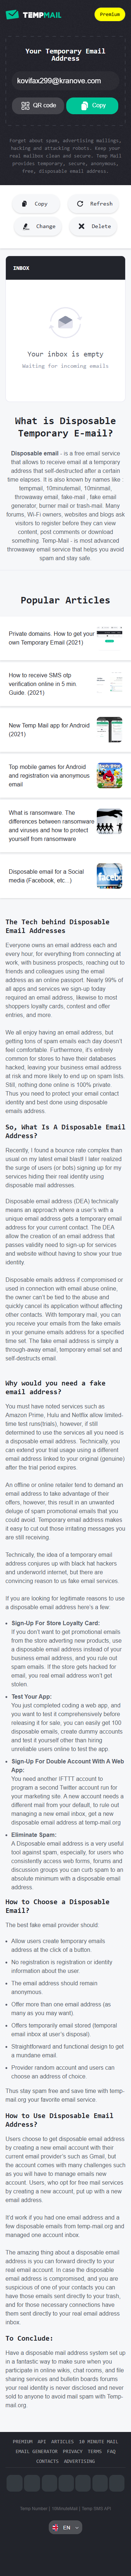 TEMPMAIL
Premium
Your Temporary Email
Address
kovifax299@kranove.com
QR code
Copy
Forget about spam, advertising mailings,
hacking and attacking robots. Keep your
real mailbox clean and secure. Temp Mail
provides temporary, secure, anonymous,
free, disposable email address.
Copy
Refresh
Change
Delete
INBOX
Your inbox is empty
Waiting for incoming emails
What is Disposable
Temporary E-mail?
Disposable email - is a free email service
that allows to receive email at a temporary
address that self-destructed after a certain
time elapses. It is also known by names like :
tempmail, 10minutemail, 10minmail,
throwaway email, fake-mail , fake email
generator, burner mail or trash-mail. Many
forums, Wi-Fi owners, websites and blogs ask
visitors to register before they can view
content, post comments or download
something. Temp-Mail - is most advanced
throwaway email service that helps you avoid
spam and stay safe.
Popular Articles
Private domains. How to get your
own Temporary Email (2021)
How to receive SMS otp
verification online in 5 min.
Guide. (2021)
New Temp Mail app for Android
(2021)
Top mobile games for Android
and registration via anonymous
email
What is ransomware. The
differences between ransomware
and viruses and how to protect
yourself from ransomware
Disposable email for a Social
media (Facebook, etc...)
The Tech behind Disposable
Email Addresses
Everyone owns an email address each and
every hour, for everything from connecting at
work, with business prospects, reaching out to
friends and colleagues using the email
address as an online passport. Nearly 99% of
all apps and services we sign-up today
required an email address, likewise to most
shoppers loyalty cards, contest and offer
entries, and more.
We all enjoy having an email address, but
getting tons of spam emails each day doesn't
feel comfortable. Furthermore, it's entirely
common for stores to have their databases
hacked, leaving your business email address
at risk and more likely to end up on spam lists.
Still, nothing done online is 100% private.
Thus you need to protect your email contact
identity and best done using disposable
email address.
So, What Is A Disposable Email
Address?
Recently, I found a bounce rate complex than
usual on my latest email blast! I later realized
the surge of users (or bots) signing up for my
services hiding their real identity using
disposable mail addresses.
Disposable email address (DEA) technically
means an approach where a user's with a
unique email address gets a temporary email
address for your current contact. The DEA
allow the creation of an email address that
passes validly need to sign-up for services
and website without having to show your true
identity.
Disposable emails address if compromised or
used in connection with email abuse the
owner can't be tied to the abuse and
quickly cancel its application without affecting
other contacts. With temporary mail, you can
you receive your emails from the fake emails
in your genuine emails address for a specified
time set. The fake email address is simply a
through-away email, temporary email set and
self-destructs email.
Why would you need a fake
email address?
You must have noted services such as
Amazon Prime, Hulu and Netflix allow limited-
time test runs(trials), however, if still
determined to use the services all you need is
a disposable email address. Technically, you
can extend your trial usage using a different
email address linked to your original (genuine)
after the trial period expires.
An offline or online retailer tend to demand an
email address to take advantage of their
offers, however, this result in an unwanted
deluge of spam promotional emails that you
could avoid. A temporary email address makes
it easy to cut out those irritating messages you
are still receiving.
Technically, the idea of a temporary email
address conjures up with black hat hackers
and underworld internet, but there are
convincing reason to use fake email services.
If you are looking for legitimate reasons to use
a disposable email address here's a few:
Sign-Up For Store Loyalty Card:
If you don't want to get promotional emails
from the store adverting new products, use
a disposable email address instead of your
business email address, and you rule out
spam emails. If the store gets hacked for
email passwords, you real email address won't get
stolen.
Test Your App:
You just completed coding a web app, and
you want to test it comprehensively before
releasing it for sale, you can easily get 100
disposable emails, create dummy accounts
and test it yourself other than hiring
unreliable online users to test the app.
Sign-Up For Double Account With A Web
App:
You need another IFTTT account to
program a second Twitter account run for
your marketing site. A new account needs a
different mail from your default, to rule out
managing a new email inbox, get a new
disposable email address at temp-mail.org
Eliminate Spam:
A Disposable email address is a very useful
tool against spam, especially, for users who
consistently access web forms, forums and
discussion groups you can curb spam to an
absolute minimum with a disposable email
address.
How to Choose a Disposable
Email?
The best fake email provider should:
Allow users create temporary emails
address at the click of a button.
No registration is registration or identify
information about the user.
The email address should remain
anonymous.
Offer more than one email address (as
many as you may want).
Offers temporarily email stored (temporal
email inbox at user's disposal).
Straightforward and functional design to get
a mundane email.
Provider random account and users can
choose an address of choice.
Thus stay spam free and save time with temp-
mail.org your favorite email service.
How to Use Disposable Email
Address?
Users choose to get disposable email address
by creating a new email account with their
current email provider's such as Gmail, but
the account comes with many challenges such
as you will have to manage emails new
account. Users, who opt for free mail services
by creating a new account, put up with a new
email address.
It'd work if you had one email address and a
few disposable emails from temp-mail.org and
managed one account inbox.
The amazing thing about a disposable email
address is you can forward it directly to
your real email account. In case the disposable
email address is compromised and you're
suspicious of one of your contacts you can
have those emails sent directly to your trash,
and for those necessary connections have
them sent directly to your real email address
inbox.
To Conclude:
Have a disposable mail address system set up
is a fantastic way of making sure when you
participate in online wikis, chat rooms, and file
sharing services and bulletin boards forums
your mail identity is never disclosed and never
sold to anyone to avoid mail spam with Temp-
mail.org.
PREMIUM API ARTICLES 10 MINUTE MAIL
EMAIL GENERATOR PRIVACY TERMS FAQ
CONTACTS ADVERTISING
EN